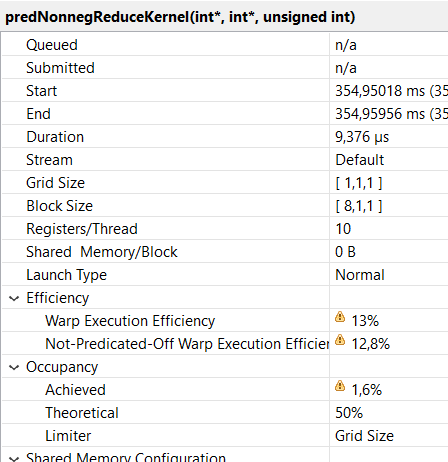 predNonnegReduceKernel(int*, int*, unsigned int)
Queued n/a
Submitted n/a
Start 354,95018 ms (35
End 354,95956 ms (35
Duration 9,376 µs
Stream Default
Grid Size [ 1,1,1 ]
Block Size [ 8,1,1 ]
Registers/Thread 10
Shared Memory/Block 0 B
Launch Type Normal
Efficiency
Warp Execution Efficiency 13%
Not-Predicated-Off Warp Execution Efficier 12,8%
Occupancy
Achieved 1,6%
Theoretical 50%
Limiter Grid Size
Shared Memory Configuration